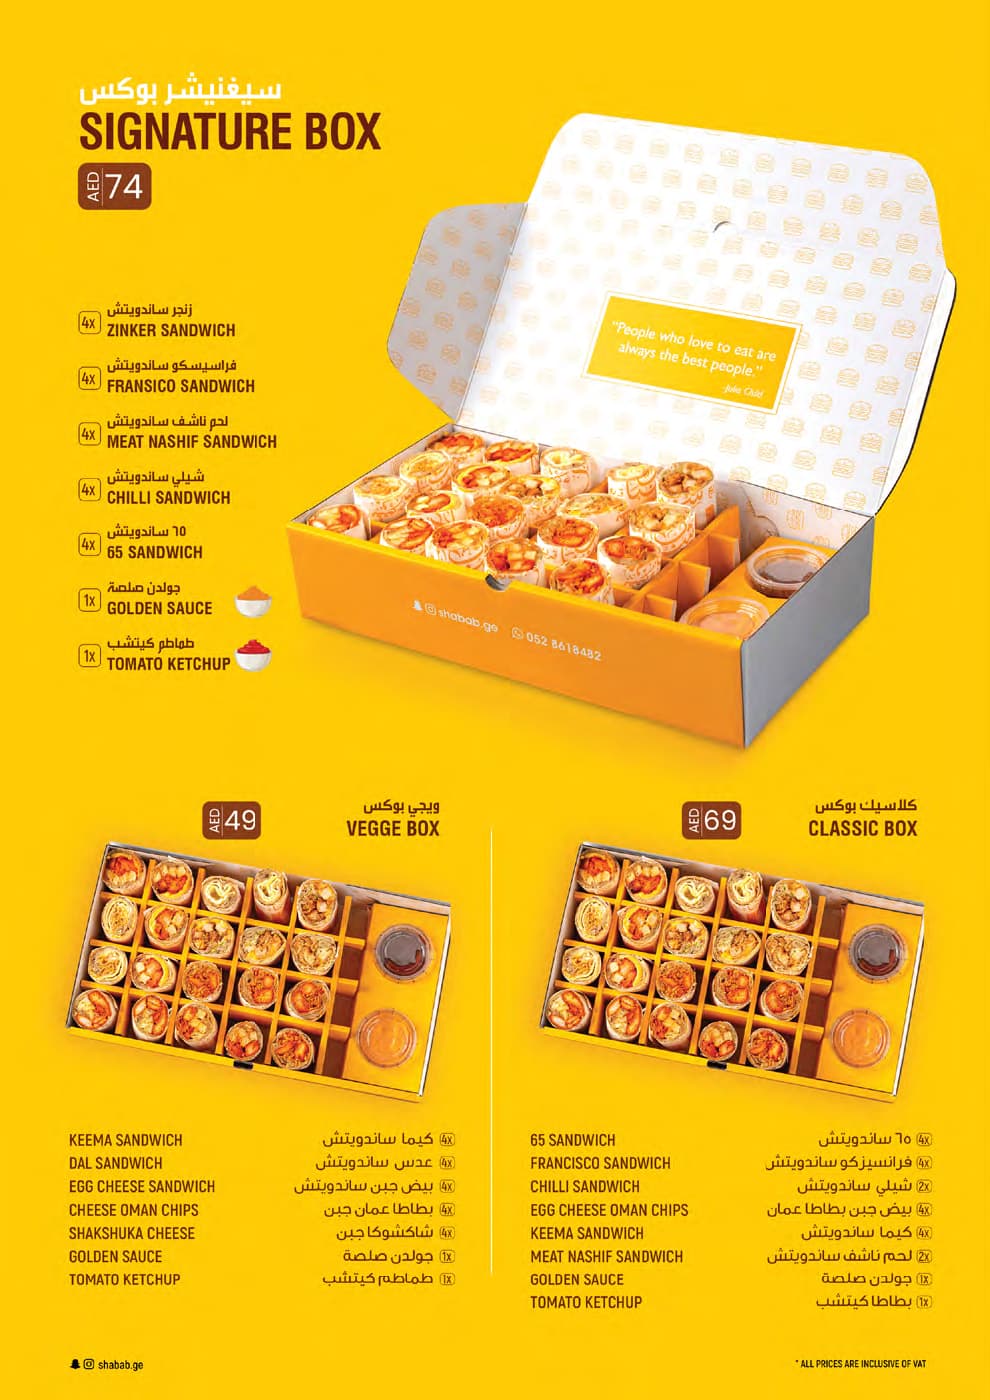 سيغنيشر بوكس
SIGNATURE BOX
AED 74
زنجر ساندويتش
4x ZINKER SANDWICH
فراسيسكو ساندويتش
4x FRANSICO SANDWICH
لحم ناشف ساندويتش
4x MEAT NASHIF SANDWICH
شيلي ساندويتش
4x CHILLI SANDWICH
٦٥ ساندويتش
4x 65 SANDWICH
جولدن صلصة
1x GOLDEN SAUCE
طماطم كيتشب
1x TOMATO KETCHUP
"People who love to eat are
always the best people."
-Julia Child
shabab.ge 052 8618482
AED 49
ويجي بوكس
VEGGE BOX
KEEMA SANDWICH كيما ساندويتش 4x
DAL SANDWICH عدس ساندويتش 4x
EGG CHEESE SANDWICH بيض جبن ساندويتش 4x
CHEESE OMAN CHIPS بطاطا عمان جبن 4x
SHAKSHUKA CHEESE شاكشوكا جبن 4x
GOLDEN SAUCE جولدن صلصة 1x
TOMATO KETCHUP طماطم كيتشب 1x
AED 69
كلاسيك بوكس
CLASSIC BOX
65 SANDWICH ٦٥ ساندويتش 4x
FRANCISCO SANDWICH فرانسيزكو ساندويتش 4x
CHILLI SANDWICH شيلي ساندويتش 2x
EGG CHEESE OMAN CHIPS بيض جبن بطاطا عمان 4x
KEEMA SANDWICH كيما ساندويتش 4x
MEAT NASHIF SANDWICH لحم ناشف ساندويتش 2x
GOLDEN SAUCE جولدن صلصة 1x
TOMATO KETCHUP بطاطا كيتشب 1x
shabab.ge
* ALL PRICES ARE INCLUSIVE OF VAT